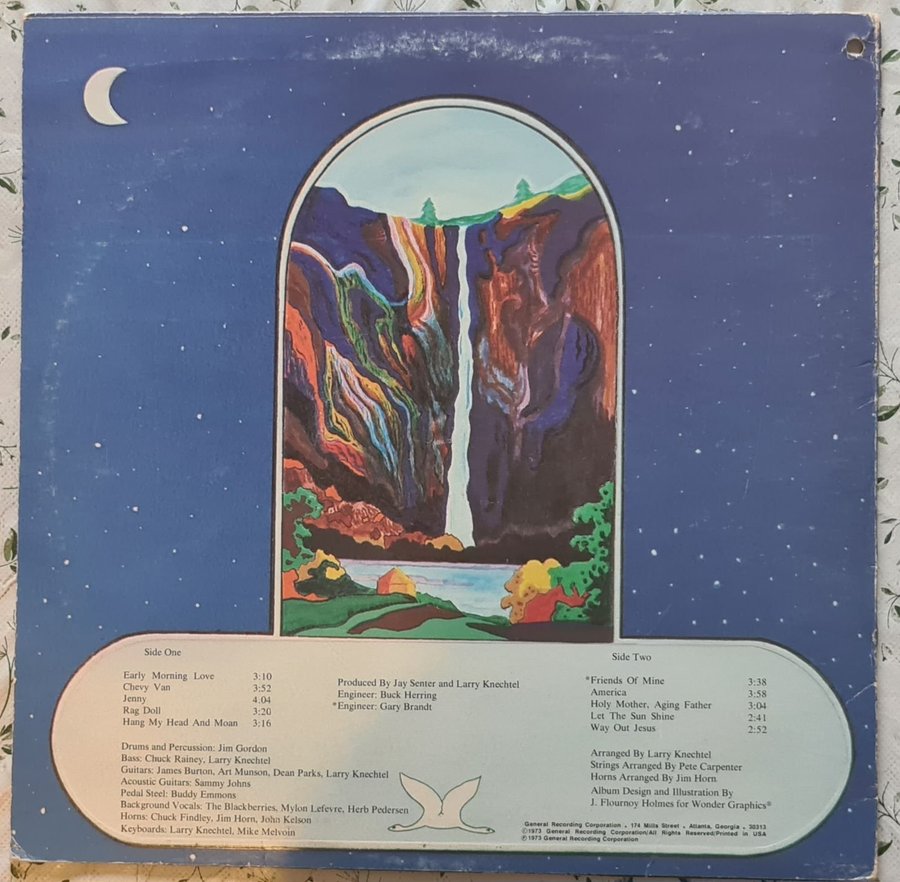 Side One
Early Morning Love 3:10
Chevy Van 3:52
Jenny 4:04
Rag Doll 3:20
Hang My Head And Moan 3:16
Drums and Percussion: Jim Gordon
Bass: Chuck Rainey, Larry Knechtel
Guitars: James Burton, Art Munson, Dean Parks, Larry Knechtel
Acoustic Guitars: Sammy Johns
Pedal Steel: Buddy Emmons
Background Vocals: The Blackberries, Mylon Lefevre, Herb Pedersen
Horns: Chuck Findley, Jim Horn, John Kelson
Keyboards: Larry Knechtel, Mike Melvoin
Produced By Jay Senter and Larry Knechtel
Engineer: Buck Herring
*Engineer: Gary Brandt
Side Two
*Friends Of Mine 3:38
America 3:58
Holy Mother, Aging Father 3:04
Let The Sun Shine 2:41
Way Out Jesus 2:52
Arranged By Larry Knechtel
Strings Arranged By Pete Carpenter
Horns Arranged By Jim Horn
Album Design and Illustration By
J. Flournoy Holmes for Wonder Graphics®
General Recording Corporation . 174 Mills Street . Atlanta, Georgia . 30313
©1973 General Recording Corporation/All Rights Reserved/Printed in USA
℗1973 General Recording Corporation